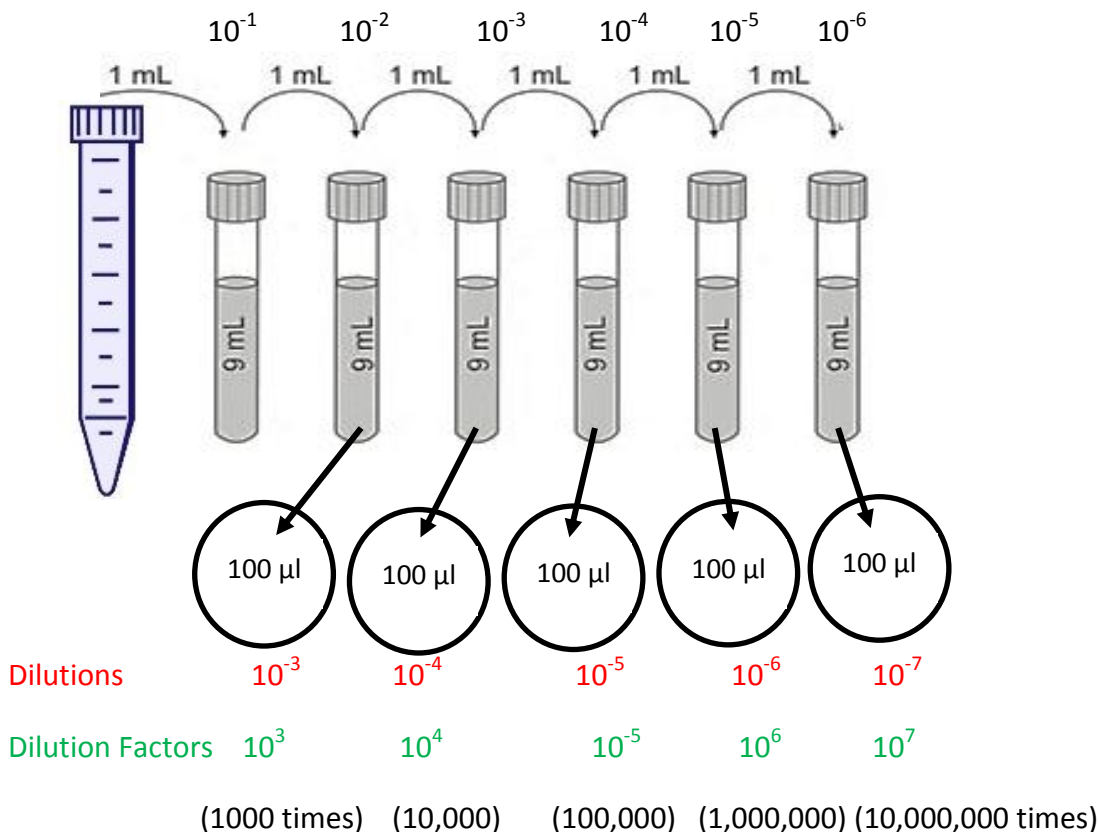 10⁻¹ 10⁻² 10⁻³ 10⁻⁴ 10⁻⁵ 10⁻⁶
1 mL 1 mL 1 mL 1 mL 1 mL 1 mL
9 mL 9 mL 9 mL 9 mL 9 mL 9 mL
100 µl 100 µl 100 µl 100 µl 100 µl
Dilutions 10⁻³ 10⁻⁴ 10⁻⁵ 10⁻⁶ 10⁻⁷
Dilution Factors 10³ 10⁴ 10⁻⁵ 10⁶ 10⁷
(1000 times) (10,000) (100,000) (1,000,000) (10,000,000 times)